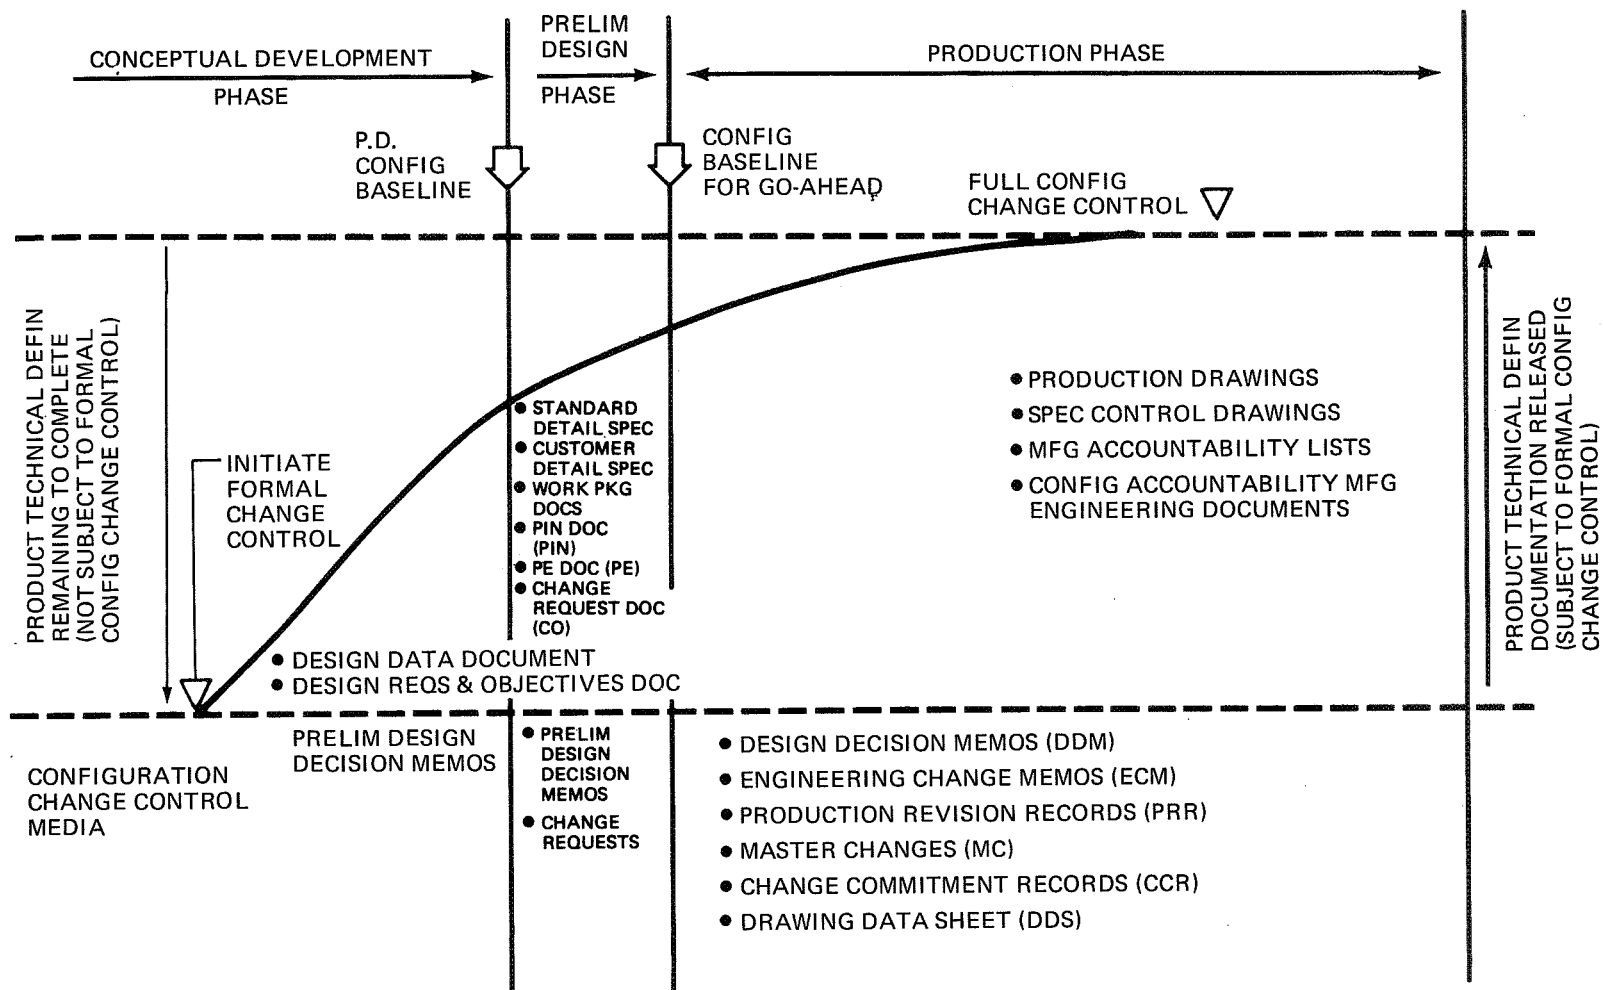 CONCEPTUAL DEVELOPMENT
PHASE
PRELIM
DESIGN
PHASE
PRODUCTION PHASE
P.D.
CONFIG
BASELINE
CONFIG
BASELINE
FOR GO-AHEAD
FULL CONFIG
CHANGE CONTROL
PRODUCT TECHNICAL DEFIN
REMAINING TO COMPLETE
(NOT SUBJECT TO FORMAL
CONFIG CHANGE CONTROL)
INITIATE
FORMAL
CHANGE
CONTROL
● STANDARD
DETAIL SPEC
● CUSTOMER
DETAIL SPEC
● WORK PKG
DOCS
● PIN DOC
(PIN)
● PE DOC (PE)
● CHANGE
REQUEST DOC
(CO)
● DESIGN DATA DOCUMENT
● DESIGN REQS & OBJECTIVES DOC
● PRODUCTION DRAWINGS
● SPEC CONTROL DRAWINGS
● MFG ACCOUNTABILITY LISTS
● CONFIG ACCOUNTABILITY MFG
ENGINEERING DOCUMENTS
PRODUCT TECHNICAL DEFIN
DOCUMENTATION RELEASED
(SUBJECT TO FORMAL CONFIG
CHANGE CONTROL)
CONFIGURATION
CHANGE CONTROL
MEDIA
PRELIM DESIGN
DECISION MEMOS
● PRELIM
DESIGN
DECISION
MEMOS
● CHANGE
REQUESTS
● DESIGN DECISION MEMOS (DDM)
● ENGINEERING CHANGE MEMOS (ECM)
● PRODUCTION REVISION RECORDS (PRR)
● MASTER CHANGES (MC)
● CHANGE COMMITMENT RECORDS (CCR)
● DRAWING DATA SHEET (DDS)